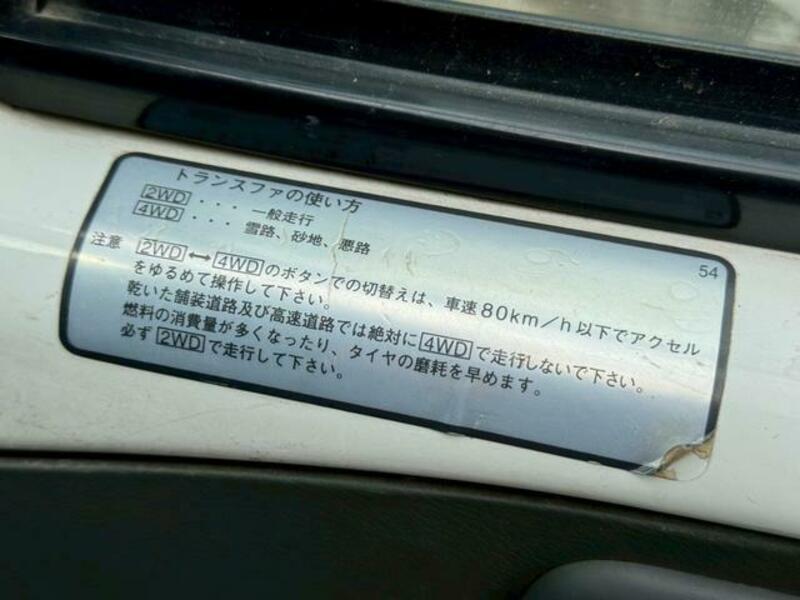 トランスファの使い方
2WD ・・・ 一般走行
4WD ・・・ 雪路、砂地、悪路
54
注意 2WD ↔ 4WD のボタンでの切替えは、車速80km/h以下でアクセル
をゆるめて操作して下さい。
乾いた舗装道路及び高速道路では絶対に 4WD で走行しないで下さい。
燃料の消費量が多くなったり、タイヤの磨耗を早めます。
必ず 2WD で走行して下さい。